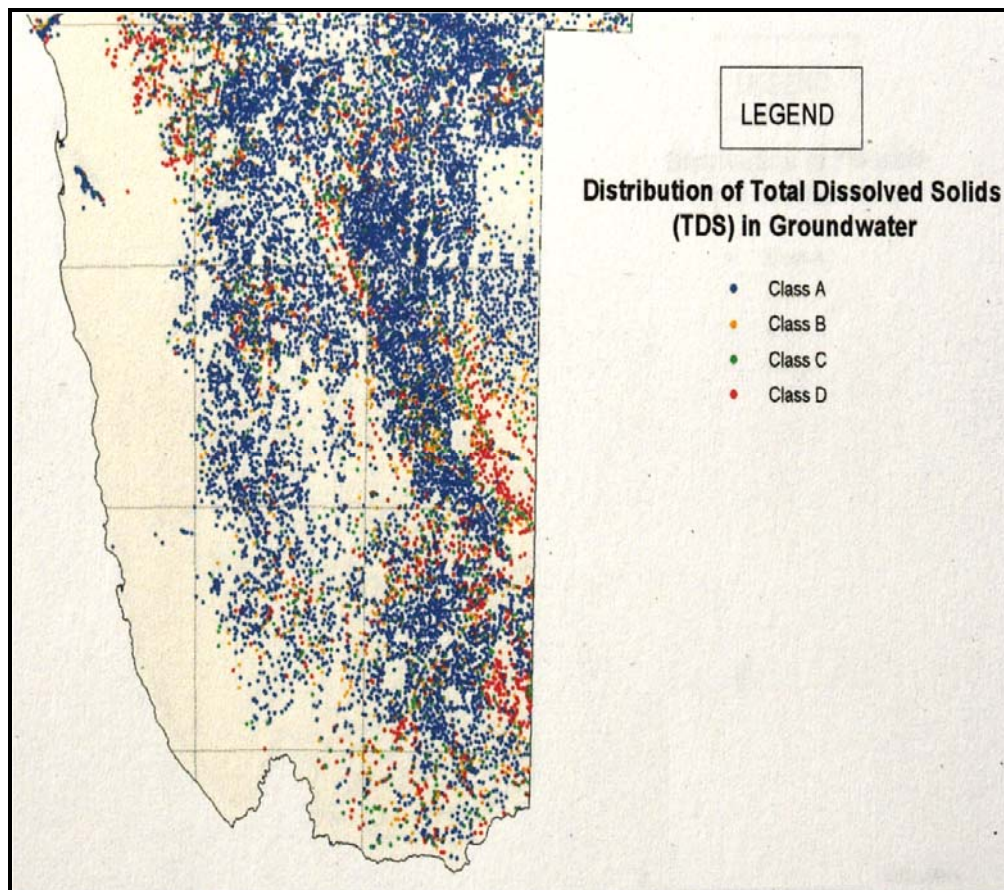 LEGEND
Distribution of Total Dissolved Solids
(TDS) in Groundwater
Class A
Class B
Class C
Class D